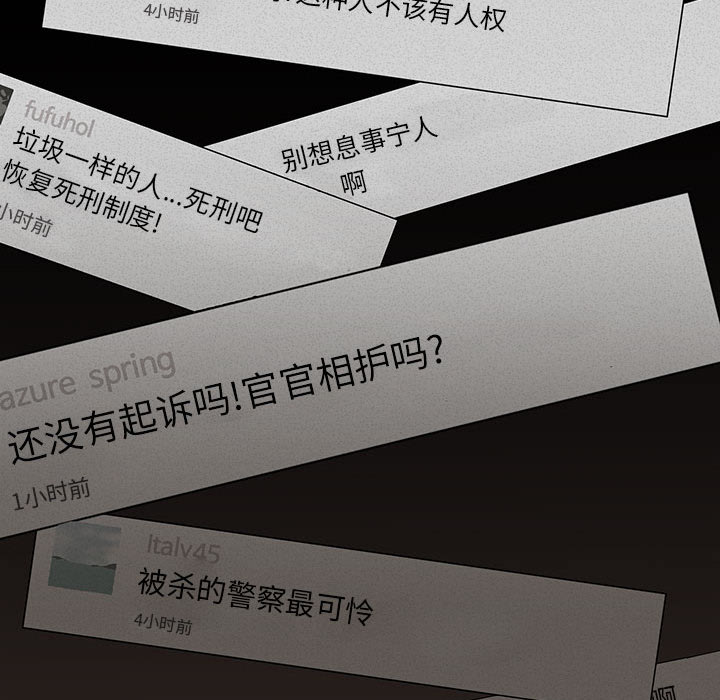 这种人不该有人权
4小时前
别想息事宁人
啊
fufuhol
垃圾一样的人...死刑吧
恢复死刑制度!
小时前
azure spring
还没有起诉吗!官官相护吗?
1小时前
ltalv45
被杀的警察最可怜
4小时前
啊